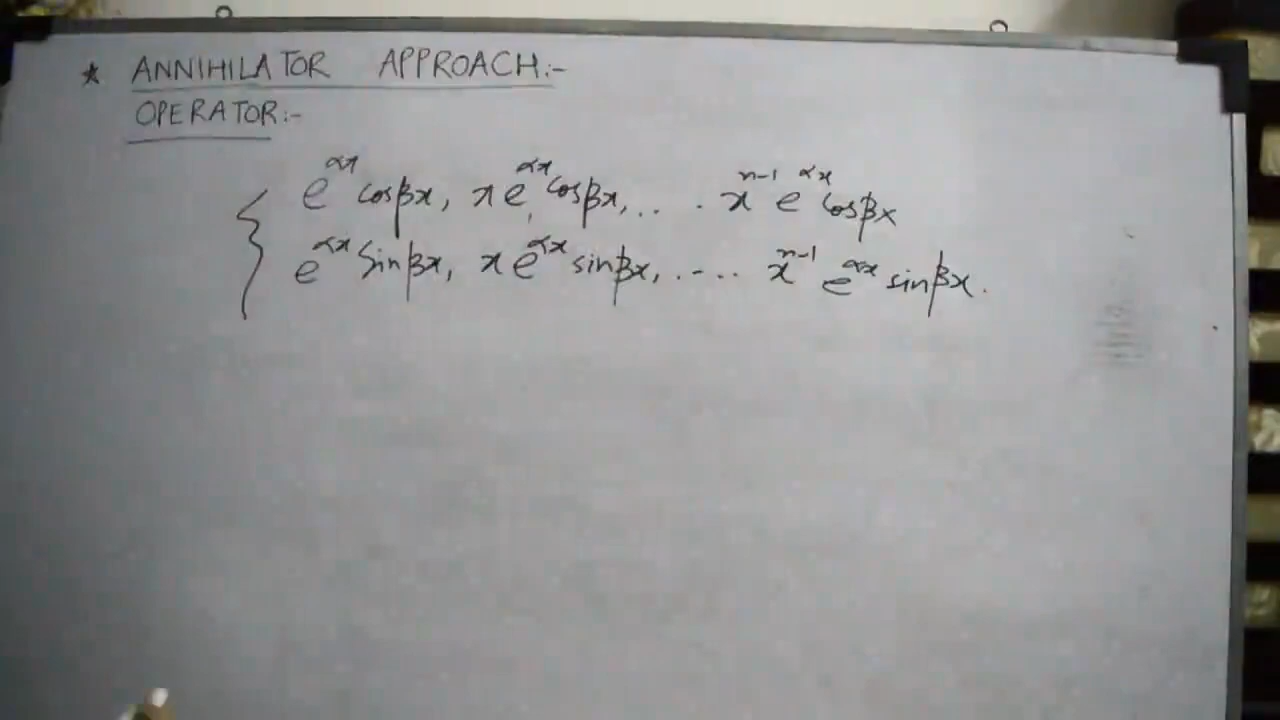 * ANNIHILATOR APPROACH:-
OPERATOR:-
{ e^{αx} cosβx, x e^{αx} cosβx, ... x^{n-1} e^{αx} cosβx
e^{αx} Sinβx, x e^{αx} sinβx, ..... x^{n-1} e^{αx} sinβx.